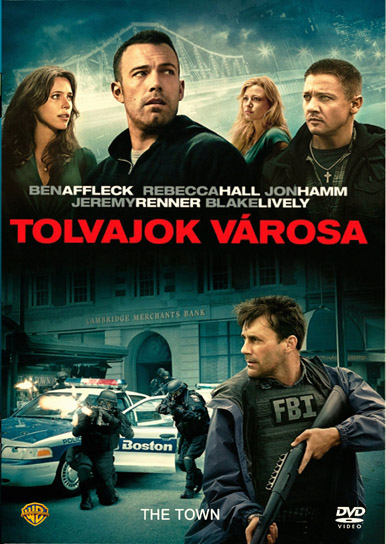 BEN AFFLECK REBECCA HALL JON HAMM
JEREMY RENNER BLAKE LIVELY
TOLVAJOK VÁROSA
CAMBRIDGE MERCHANTS BANK
FBI
Boston
WB
THE TOWN
DVD
VIDEO